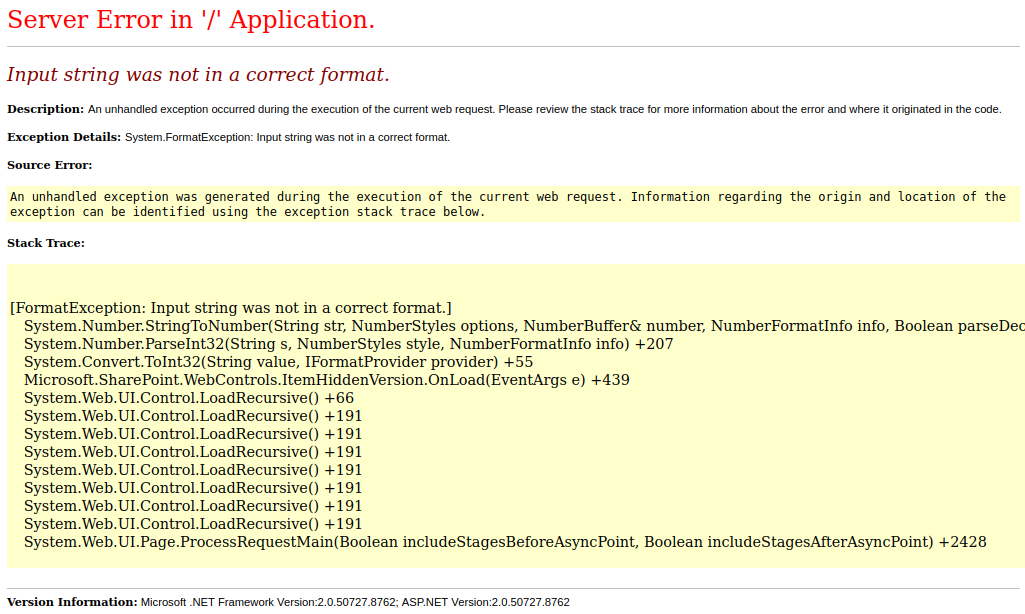 Server Error in '/' Application.
Input string was not in a correct format.
Description: An unhandled exception occurred during the execution of the current web request. Please review the stack trace for more information about the error and where it originated in the code.
Exception Details: System.FormatException: Input string was not in a correct format.
Source Error:
An unhandled exception was generated during the execution of the current web request. Information regarding the origin and location of the
exception can be identified using the exception stack trace below.
Stack Trace:
[FormatException: Input string was not in a correct format.]
System.Number.StringToNumber(String str, NumberStyles options, NumberBuffer& number, NumberFormatInfo info, Boolean parseDec
System.Number.ParseInt32(String s, NumberStyles style, NumberFormatInfo info) +207
System.Convert.ToInt32(String value, IFormatProvider provider) +55
Microsoft.SharePoint.WebControls.ItemHiddenVersion.OnLoad(EventArgs e) +439
System.Web.UI.Control.LoadRecursive() +66
System.Web.UI.Control.LoadRecursive() +191
System.Web.UI.Control.LoadRecursive() +191
System.Web.UI.Control.LoadRecursive() +191
System.Web.UI.Control.LoadRecursive() +191
System.Web.UI.Control.LoadRecursive() +191
System.Web.UI.Control.LoadRecursive() +191
System.Web.UI.Control.LoadRecursive() +191
System.Web.UI.Page.ProcessRequestMain(Boolean includeStagesBeforeAsyncPoint, Boolean includeStagesAfterAsyncPoint) +2428
Version Information: Microsoft .NET Framework Version:2.0.50727.8762; ASP.NET Version:2.0.50727.8762